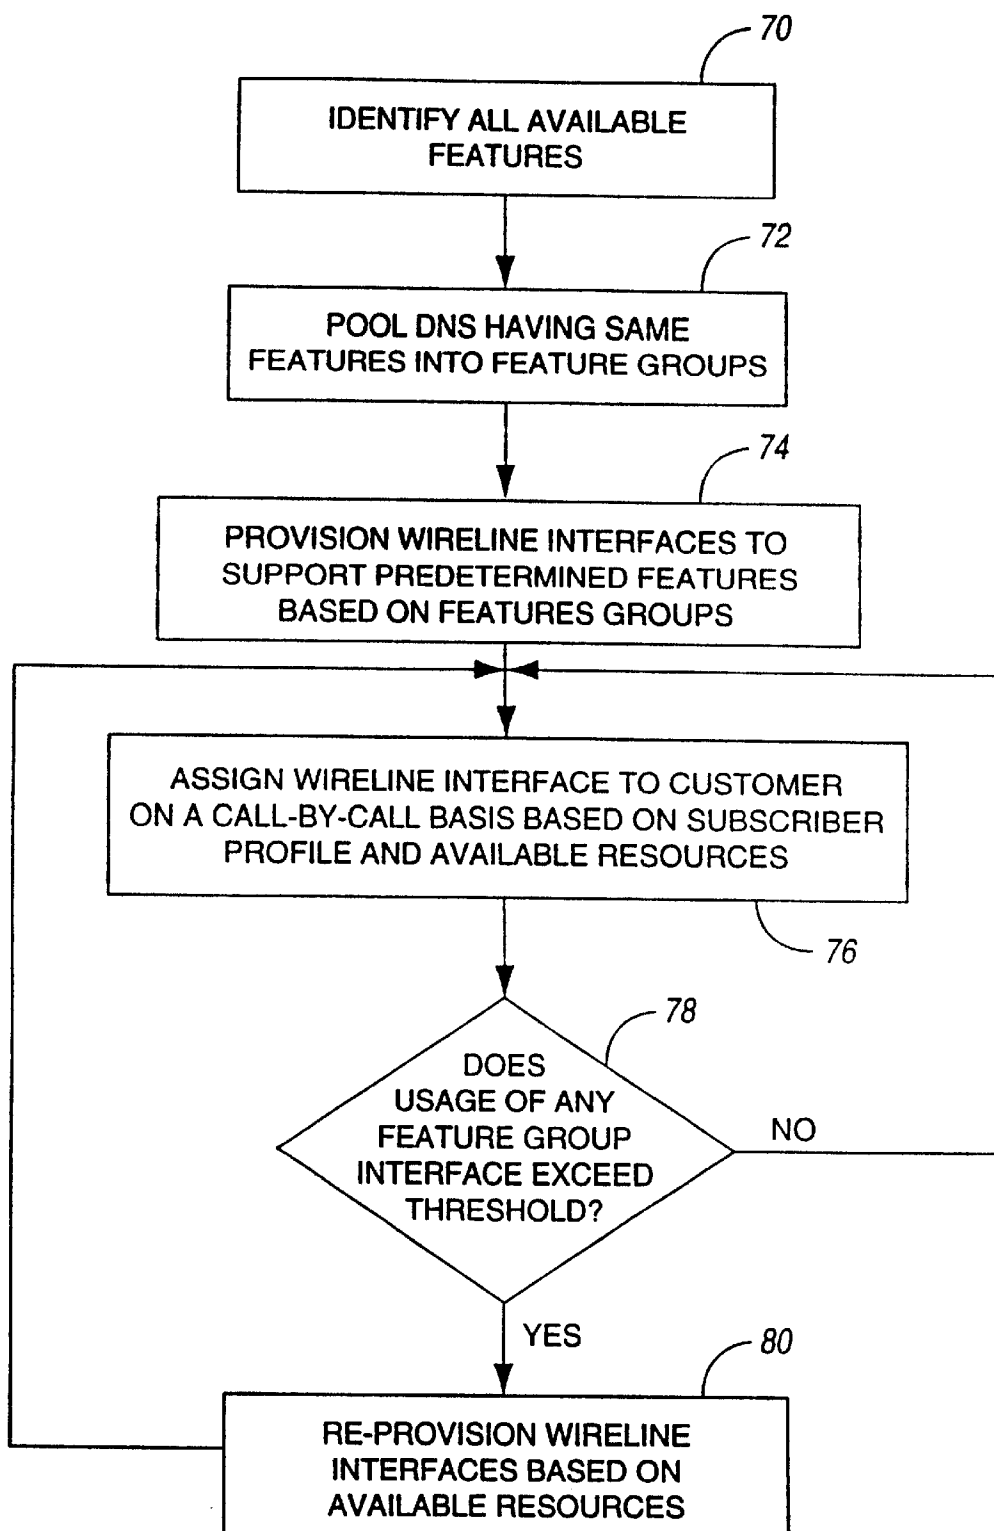 70
IDENTIFY ALL AVAILABLE
FEATURES
72
POOL DNS HAVING SAME
FEATURES INTO FEATURE GROUPS
74
PROVISION WIRELINE INTERFACES TO
SUPPORT PREDETERMINED FEATURES
BASED ON FEATURES GROUPS
ASSIGN WIRELINE INTERFACE TO CUSTOMER
ON A CALL-BY-CALL BASIS BASED ON SUBSCRIBER
PROFILE AND AVAILABLE RESOURCES
76
78
DOES
USAGE OF ANY
FEATURE GROUP
INTERFACE EXCEED
THRESHOLD?
NO
YES
80
RE-PROVISION WIRELINE
INTERFACES BASED ON
AVAILABLE RESOURCES